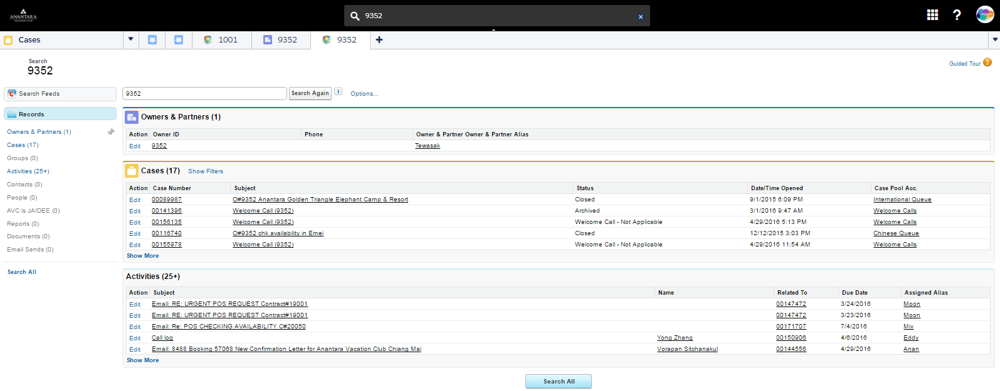 ANANTARA
VACATION CLUB
9352
Cases
1001
9352
9352
Search
9352
Guided Tour
Search Feeds
9352
Search Again
Options...
Records
Owners & Partners (1)
Cases (17)
Groups (0)
Activities (25+)
Contacts (0)
People (0)
AVC is JAIDEE (0)
Reports (0)
Documents (0)
Email Sends (0)
Search All
Owners & Partners (1)
Action Owner ID Phone Owner & Partner Owner & Partner Alias
Edit 9352 Tewasak
Cases (17) Show Filters
Action Case Number Subject Status Date/Time Opened Case Pool Acc.
Edit 00089987 O#9352 Anantara Golden Triangle Elephant Camp & Resort Closed 9/1/2015 6:09 PM International Queue
Edit 00141396 Welcome Call (9352) Archived 3/1/2016 9:47 AM Welcome Calls
Edit 00156135 Welcome Call (9352) Welcome Call - Not Applicable 4/29/2016 5:13 PM Welcome Calls
Edit 00116740 O#9352 chk availability in Emei Closed 12/12/2015 3:03 PM Chinese Queue
Edit 00155978 Welcome Call (9352) Welcome Call - Not Applicable 4/29/2016 11:54 AM Welcome Calls
Show More
Activities (25+)
Action Subject Name Related To Due Date Assigned Alias
Edit Email: RE: URGENT POS REQUEST Contract#19001 00147472 3/24/2016 Moon
Edit Email: RE: URGENT POS REQUEST Contract#19001 00147472 3/23/2016 Moon
Edit Email: Re: POS CHECKING AVAILABILITY C#20050 00171707 7/4/2016 Mix
Edit Call log Yong Zhang 00150906 4/6/2016 Eddy
Edit Email: 8488 Booking 57068 New Confirmation Letter for Anantara Vacation Club Chiang Mai Vorapan Sitchanakul 00144556 4/29/2016 Anan
Show More
Search All